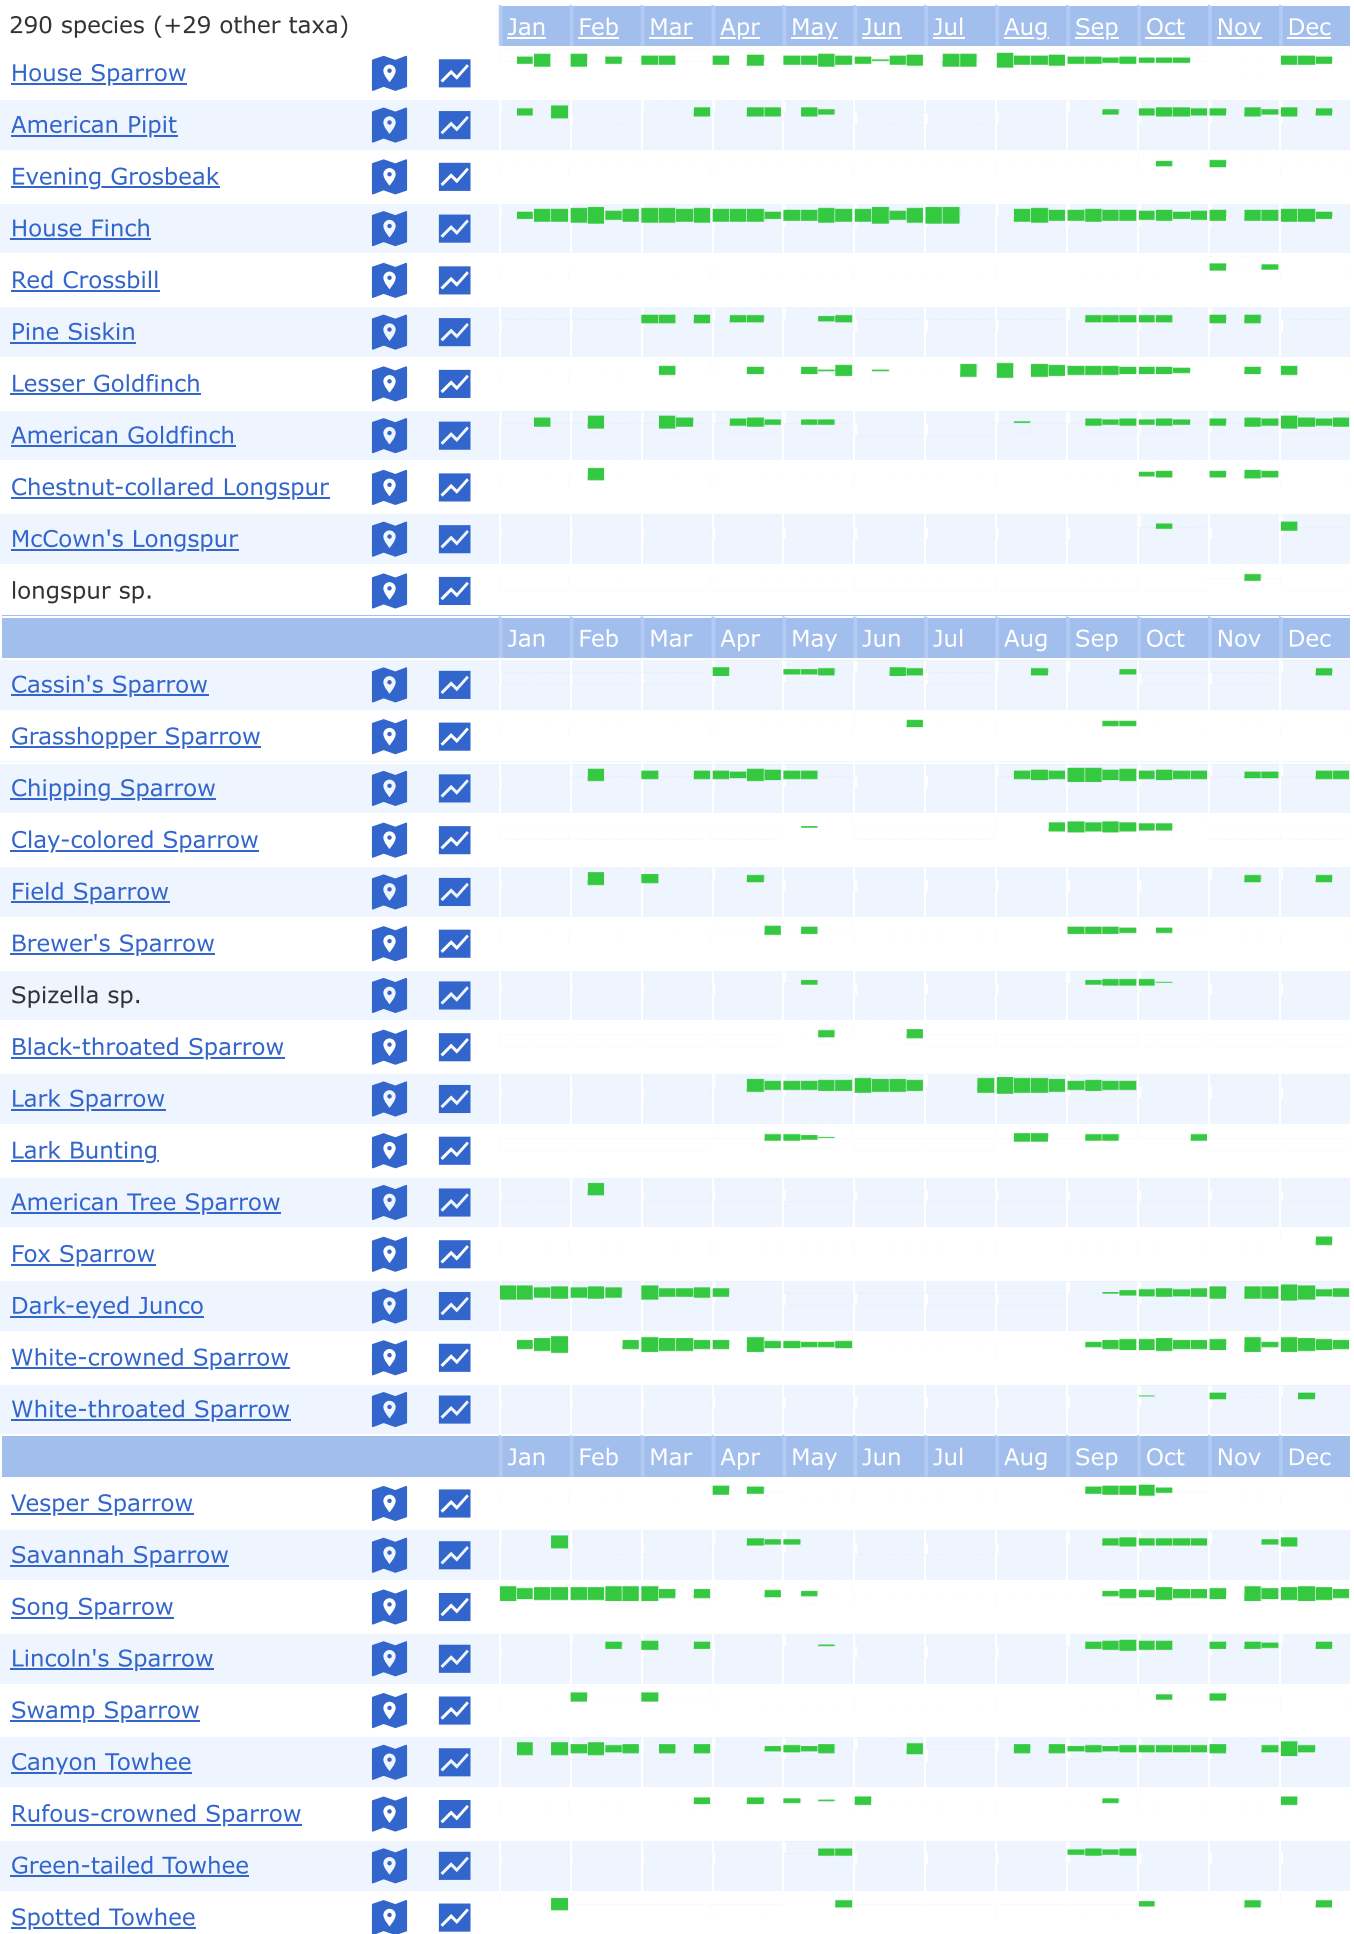 290 species (+29 other taxa) Jan Feb Mar Apr May Jun Jul Aug Sep Oct Nov Dec
House Sparrow
American Pipit
Evening Grosbeak
House Finch
Red Crossbill
Pine Siskin
Lesser Goldfinch
American Goldfinch
Chestnut-collared Longspur
McCown's Longspur
longspur sp.
Jan Feb Mar Apr May Jun Jul Aug Sep Oct Nov Dec
Cassin's Sparrow
Grasshopper Sparrow
Chipping Sparrow
Clay-colored Sparrow
Field Sparrow
Brewer's Sparrow
Spizella sp.
Black-throated Sparrow
Lark Sparrow
Lark Bunting
American Tree Sparrow
Fox Sparrow
Dark-eyed Junco
White-crowned Sparrow
White-throated Sparrow
Jan Feb Mar Apr May Jun Jul Aug Sep Oct Nov Dec
Vesper Sparrow
Savannah Sparrow
Song Sparrow
Lincoln's Sparrow
Swamp Sparrow
Canyon Towhee
Rufous-crowned Sparrow
Green-tailed Towhee
Spotted Towhee